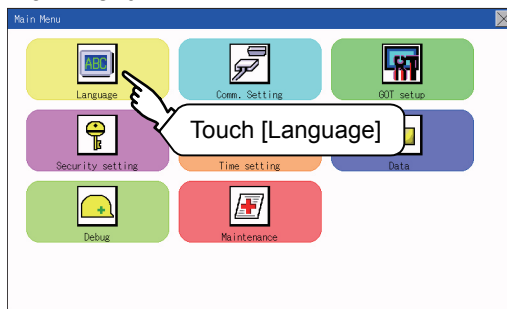 Main Menu
ABC
Language
Comm. Setting
GOT setup
Touch [Language]
Security setting
Time setting
Data
Debug
Maintenance